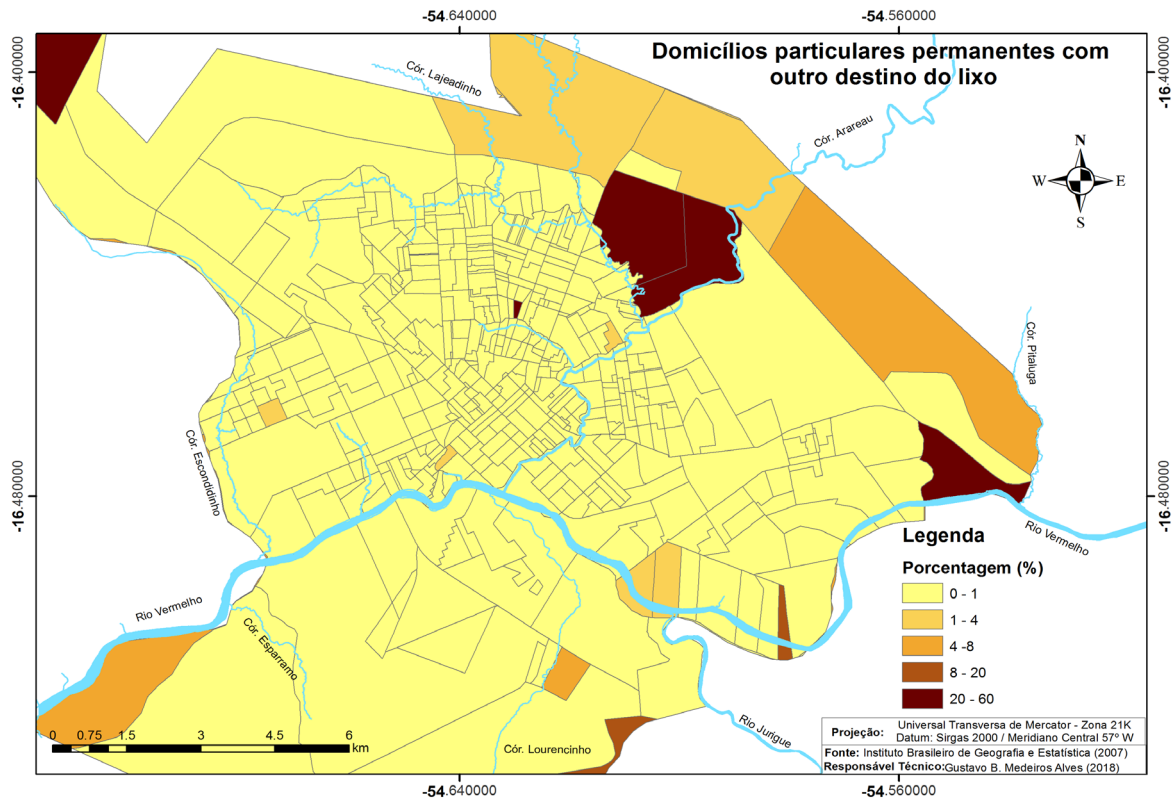 -54.640000
-54.560000
Domicílios particulares permanentes com
outro destino do lixo
-16.400000
-16.400000
Cór. Lajeadinho
Cór. Arareau
N
W
E
S
Cór. Pitaluga
Cór. Escondidinho
-16.480000
-16.480000
Rio Vermelho
Legenda
Porcentagem (%)
0 - 1
1 - 4
4 -8
8 - 20
20 - 60
Rio Vermelho
Cór. Esparramo
Rio Jurigue
Cór. Lourencinho
0 0.75 1.5 3 4.5 6
km
Projeção: Universal Transversa de Mercator - Zona 21K
Datum: Sirgas 2000 / Meridiano Central 57º W
Fonte: Instituto Brasileiro de Geografia e Estatística (2007)
Responsável Técnico:Gustavo B. Medeiros Alves (2018)
-54.640000
-54.560000